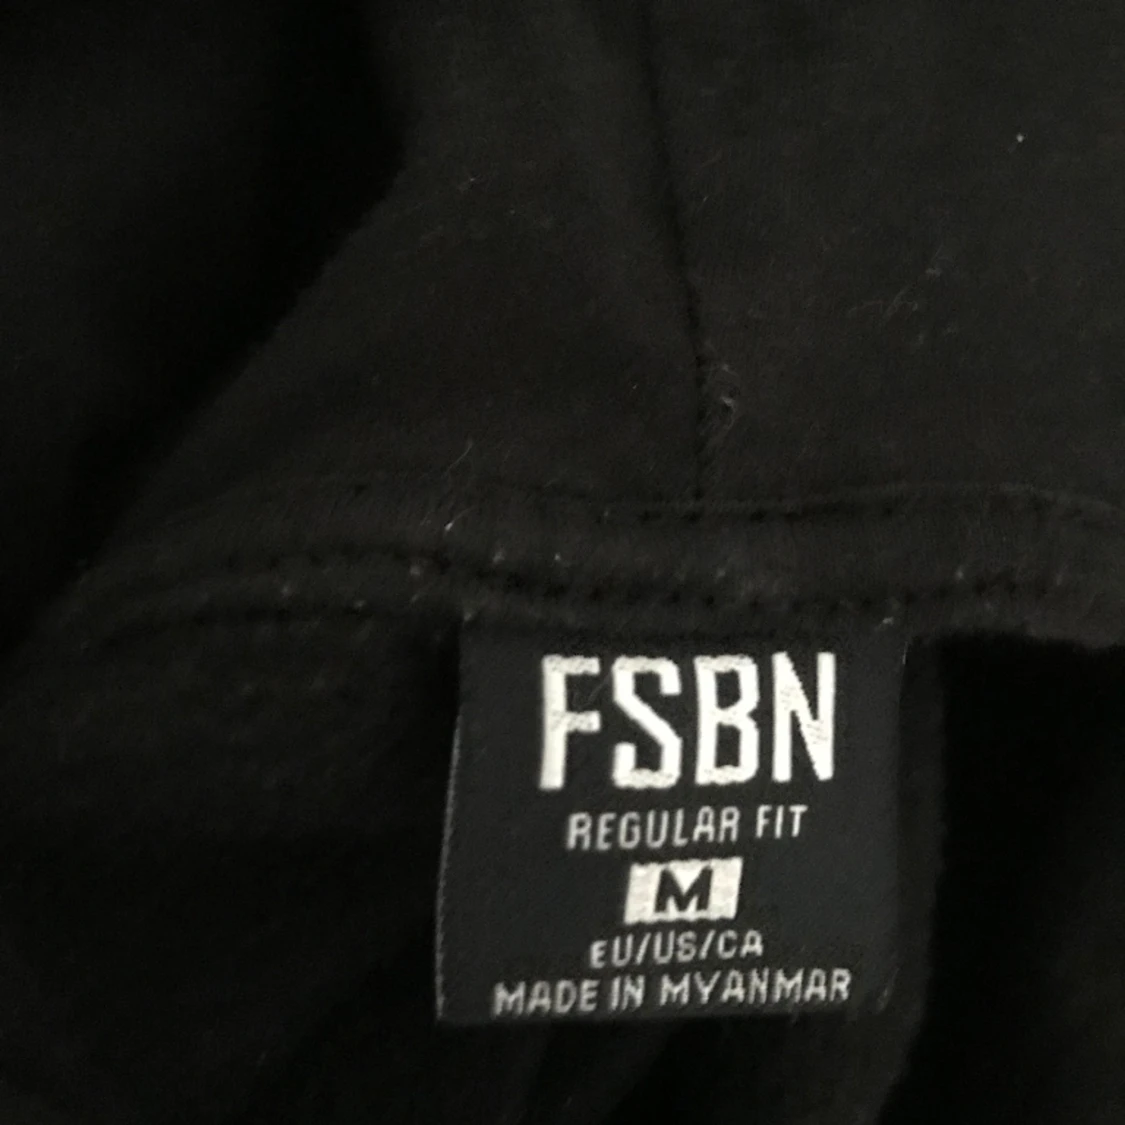 FSBN
REGULAR FIT
M
EU/US/CA
MADE IN MYANMAR